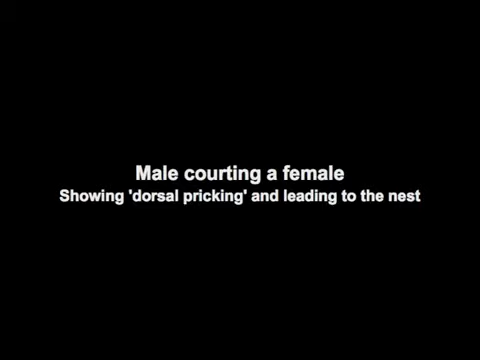 Male courting a female
Showing 'dorsal pricking' and leading to the nest